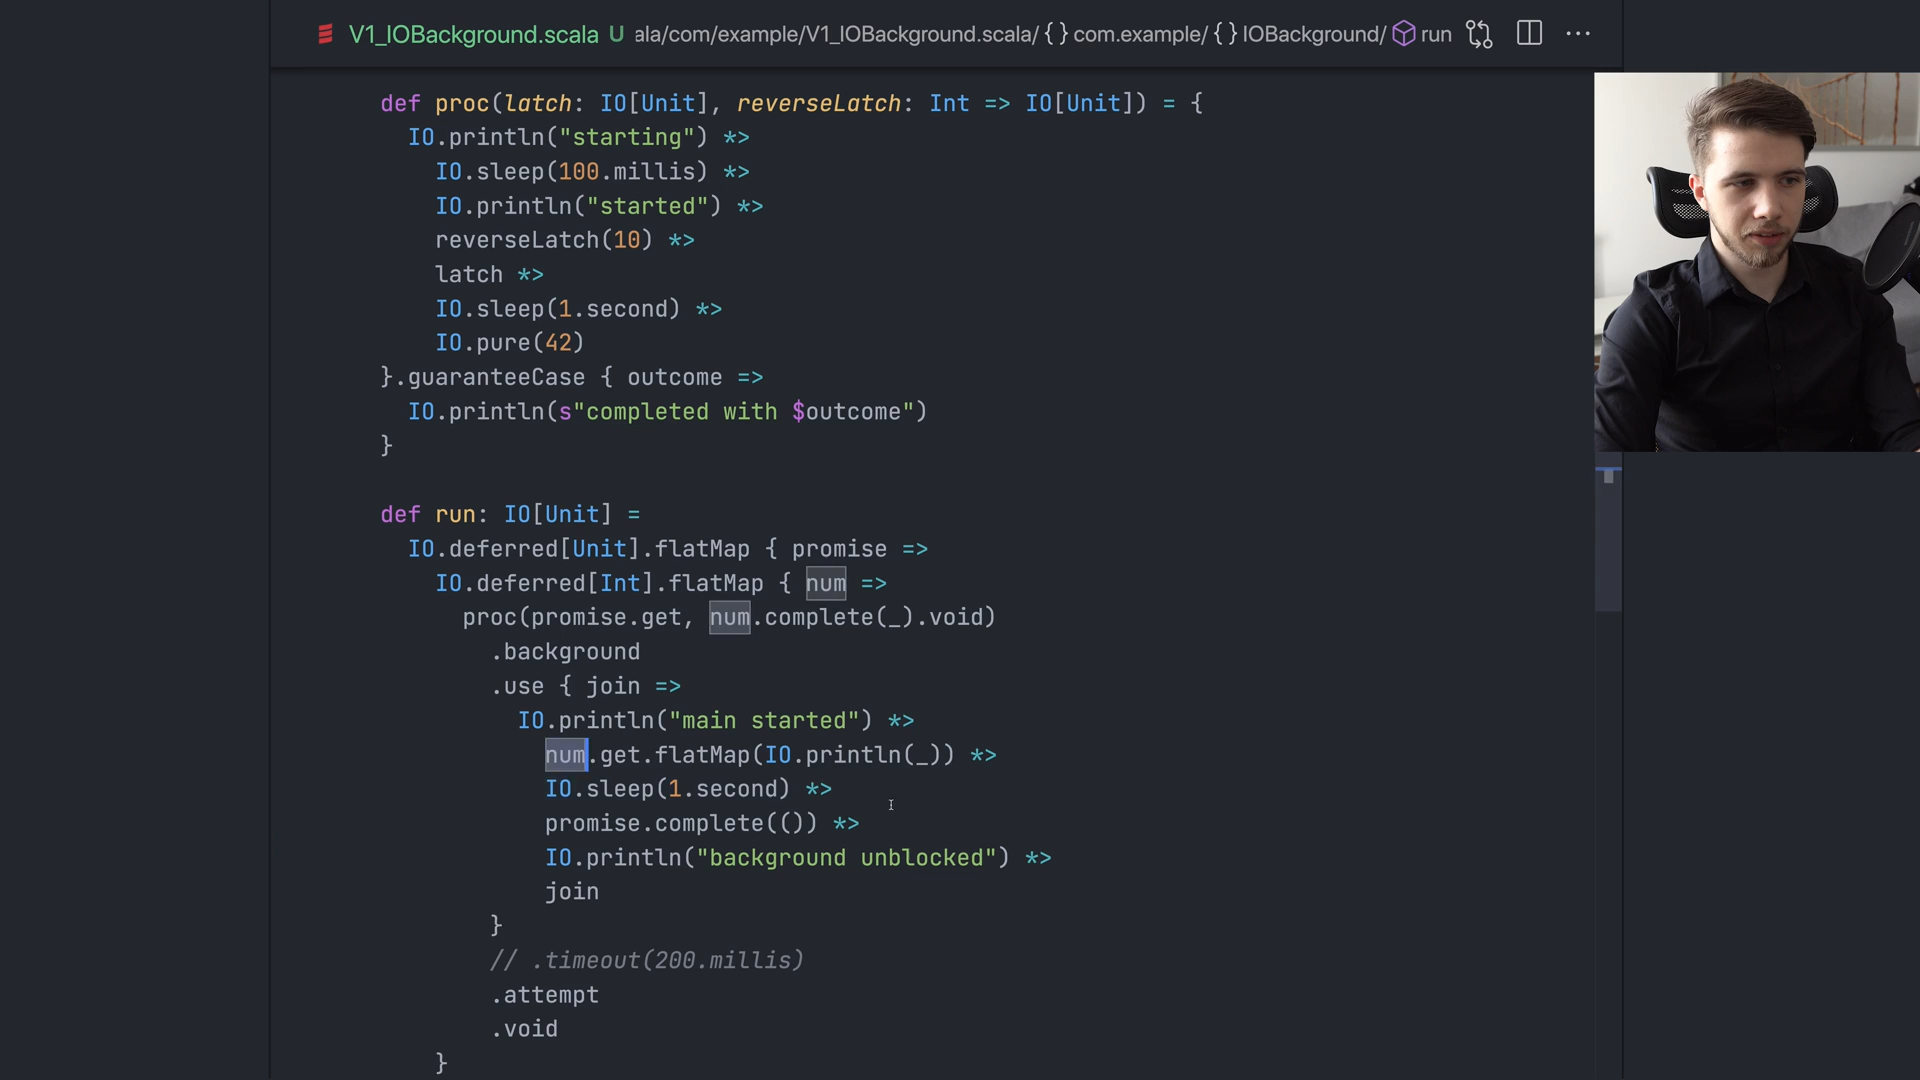 V1_IOBackground.scala U ala/com/example/V1_IOBackground.scala/ {} com.example/ {} IOBackground/ run
def proc(latch: IO[Unit], reverseLatch: Int => IO[Unit]) = {
IO.println("starting") *>
IO.sleep(100.millis) *>
IO.println("started") *>
reverseLatch(10) *>
latch *>
IO.sleep(1.second) *>
IO.pure(42)
}.guaranteeCase { outcome =>
IO.println(s"completed with $outcome")
}
def run: IO[Unit] =
IO.deferred[Unit].flatMap { promise =>
IO.deferred[Int].flatMap { num =>
proc(promise.get, num.complete(_).void)
.background
.use { join =>
IO.println("main started") *>
num.get.flatMap(IO.println(_)) *>
IO.sleep(1.second) *>
promise.complete(()) *>
IO.println("background unblocked") *>
join
}
// .timeout(200.millis)
.attempt
.void
}